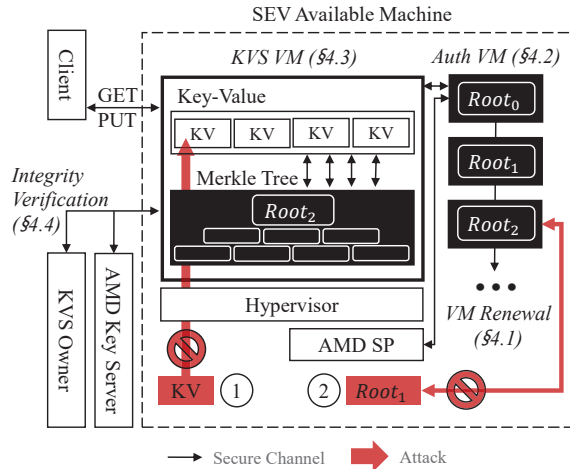 SEV Available Machine
Client
GET
PUT
KVS VM (§4.3)
Auth VM (§4.2)
Key-Value
KV KV KV KV
Merkle Tree
Root₂
Root₀
Root₁
Root₂
Integrity
Verification
(§4.4)
KVS Owner
AMD Key Server
Hypervisor
AMD SP
VM Renewal
(§4.1)
KV 1
2 Root₁
Secure Channel
Attack